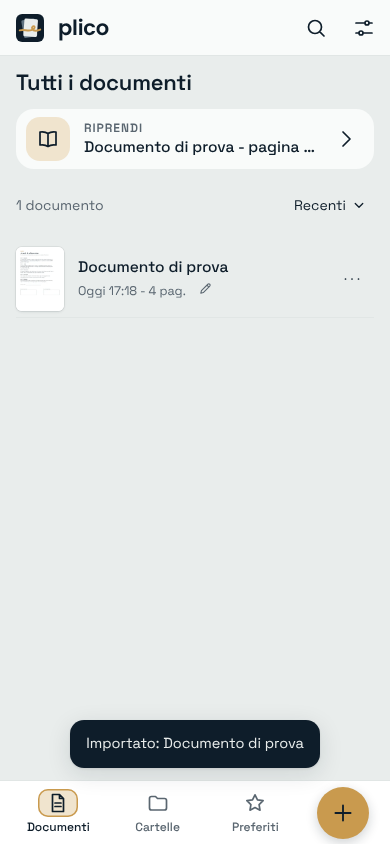 plico
Tutti i documenti
RIPRENDI
Documento di prova - pagina ...
1 documento
Recenti
Documento di prova
Oggi 17:18 - 4 pag.
Importato: Documento di prova
Documenti
Cartelle
Preferiti